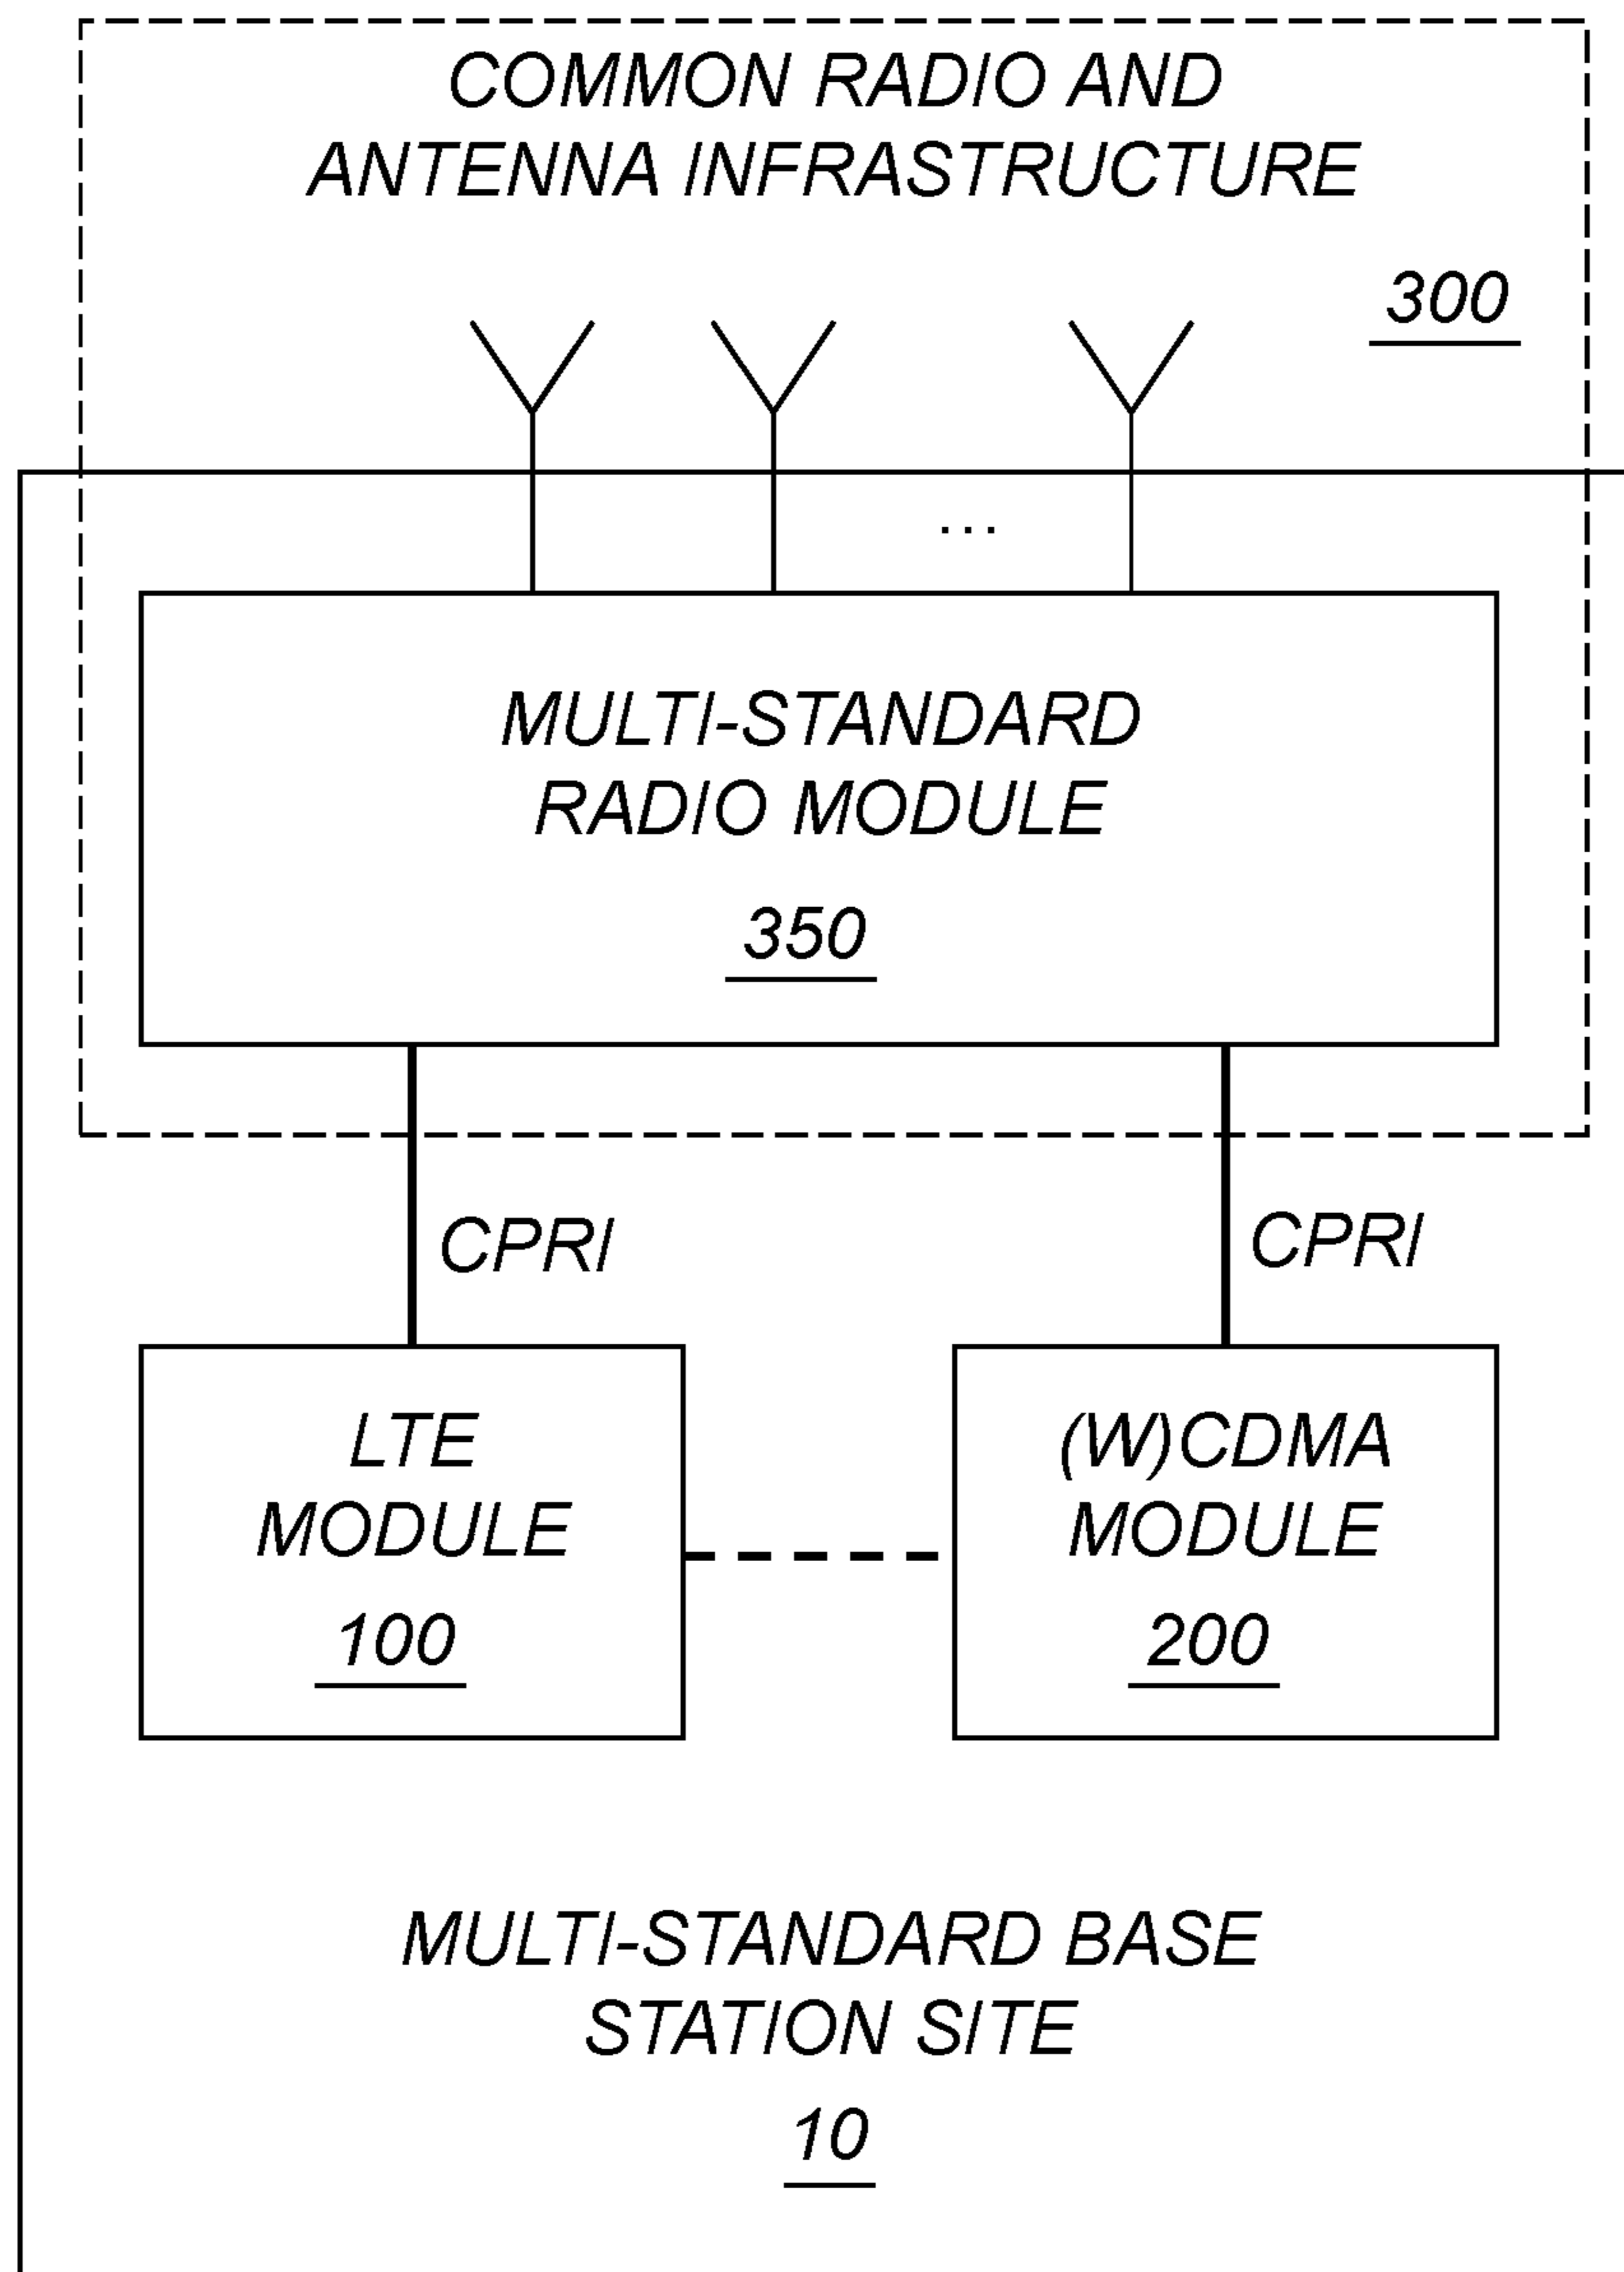 COMMON RADIO AND
ANTENNA INFRASTRUCTURE
300
...
MULTI-STANDARD
RADIO MODULE
350
CPRI
CPRI
LTE
MODULE
100
(W)CDMA
MODULE
200
MULTI-STANDARD BASE
STATION SITE
10